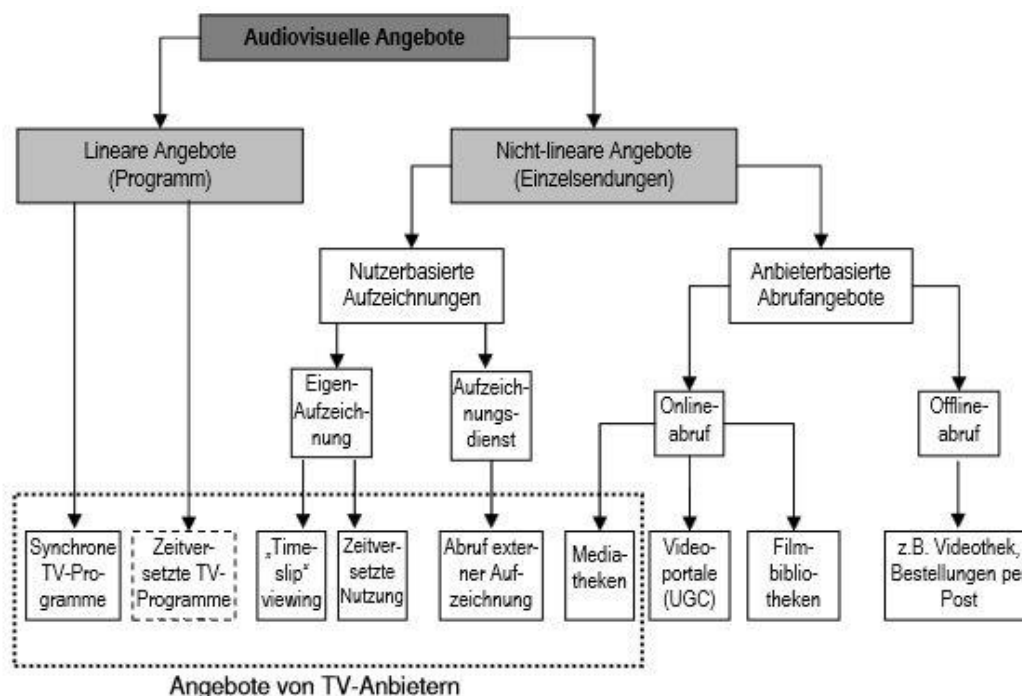 Audiovisuelle Angebote
Lineare Angebote
(Programm)
Nicht-lineare Angebote
(Einzelsendungen)
Nutzerbasierte
Aufzeichnungen
Anbieterbasierte
Abrufangebote
Eigen-
Aufzeich-
nung
Aufzeich-
nungs-
dienst
Online-
abruf
Offline-
abruf
Synchrone
TV-Pro-
gramme
Zeitver-
setzte TV-
Programme
„Time-
slip“
viewing
Zeitver-
setzte
Nutzung
Abruf exter-
ner Auf-
zeichnung
Media-
theken
Video-
portale
(UGC)
Film-
biblio-
theken
z.B. Videothek,
Bestellungen pe
Post
Angebote von TV-Anbietern